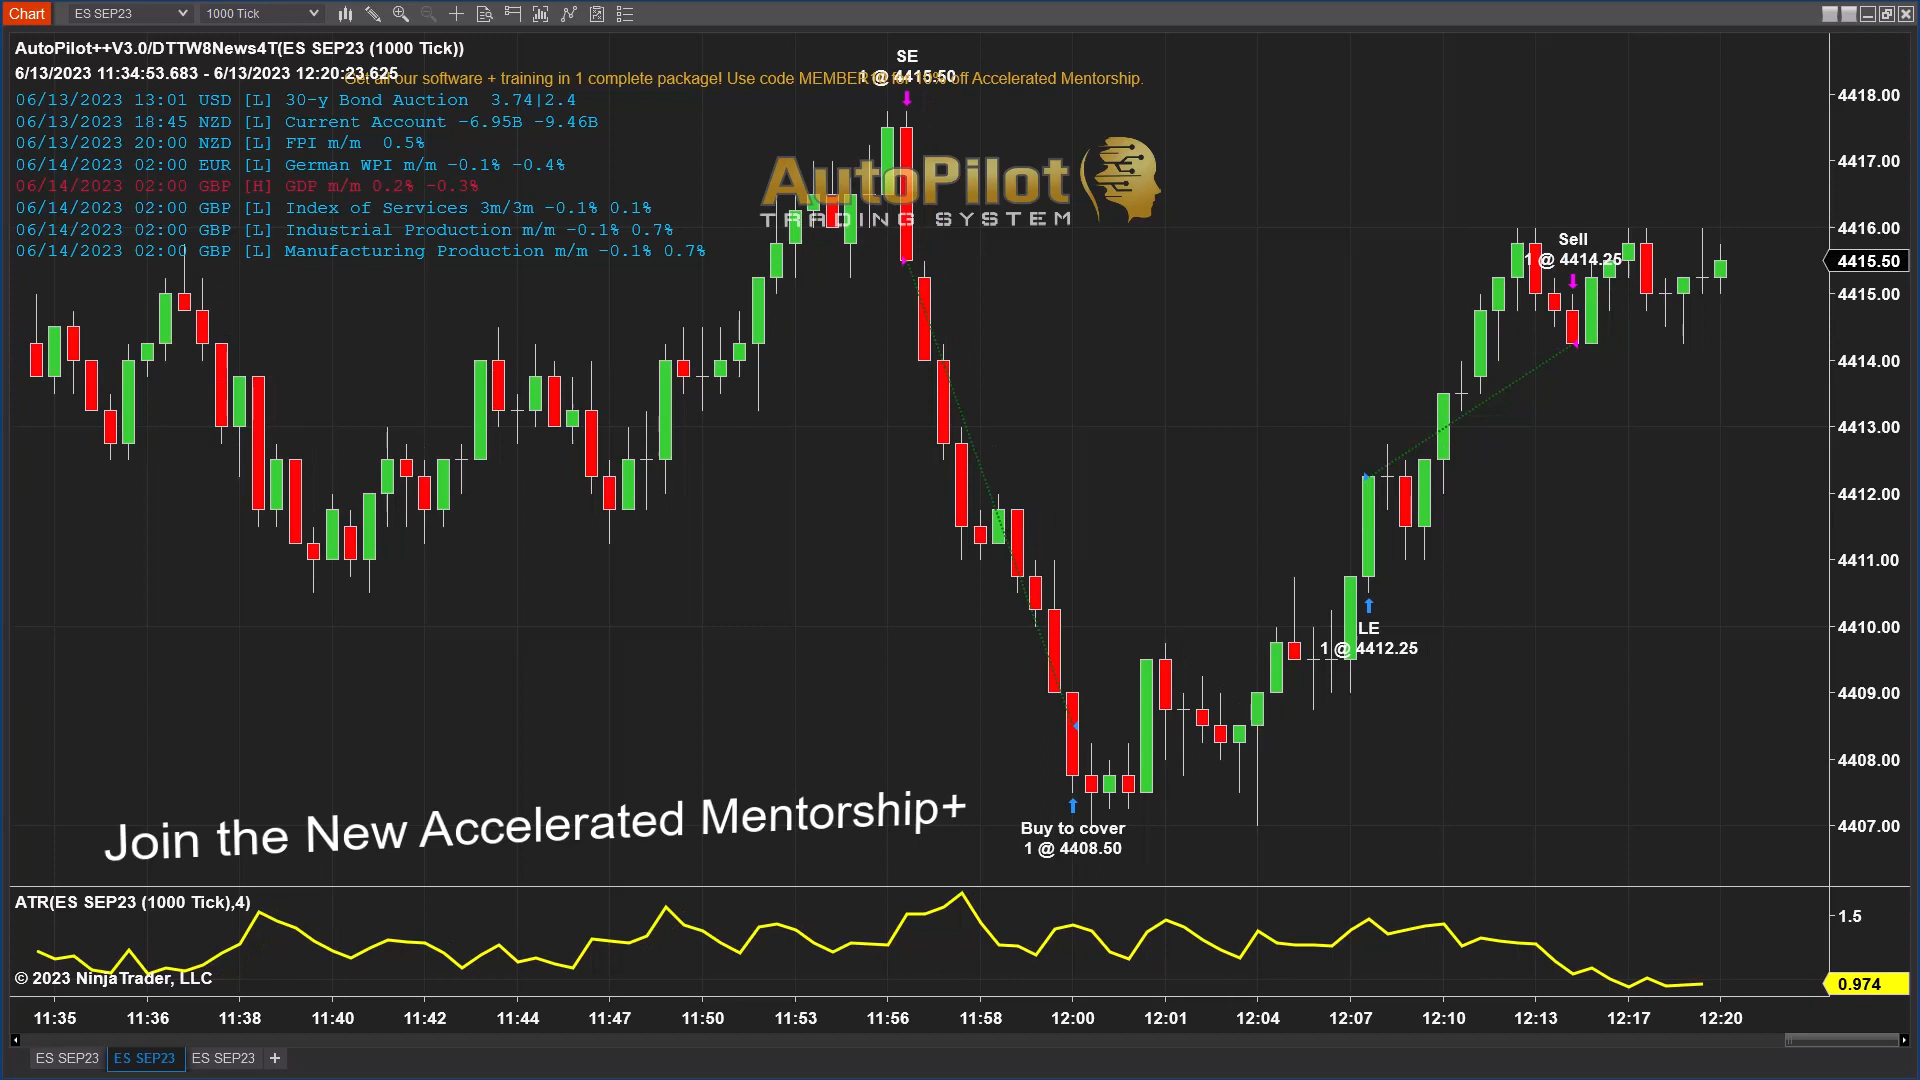 Chart ES SEP23 1000 Tick
AutoPilot++V3.0/DTTW8News4T(ES SEP23 (1000 Tick))
6/13/2023 11:34:53.683 - 6/13/2023 12:20:23.625
Get all our software + training in 1 complete package! Use code MEMBER off Accelerated Mentorship.
06/13/2023 13:01 USD [L] 30-y Bond Auction 3.74|2.4
06/13/2023 18:45 NZD [L] Current Account -6.95B -9.46B
06/13/2023 20:00 NZD [L] FPI m/m 0.5%
06/14/2023 02:00 EUR [L] German WPI m/m -0.1% -0.4%
06/14/2023 02:00 GBP [H] GDP m/m 0.2% -0.3%
06/14/2023 02:00 GBP [L] Index of Services 3m/3m -0.1% 0.1%
06/14/2023 02:00 GBP [L] Industrial Production m/m -0.1% 0.7%
06/14/2023 02:00 GBP [L] Manufacturing Production m/m -0.1% 0.7%
SE
1 @ 4415.50
AutoPilot
TRADING SYSTEM
Sell
1 @ 4414.25
LE
1 @ 4412.25
Buy to cover
1 @ 4408.50
Join the New Accelerated Mentorship+
4418.00
4417.00
4416.00
4415.50
4415.00
4414.00
4413.00
4412.00
4411.00
4410.00
4409.00
4408.00
4407.00
ATR(ES SEP23 (1000 Tick),4)
1.5
0.974
© 2023 NinjaTrader, LLC
11:35 11:36 11:38 11:40 11:42 11:44 11:47 11:50 11:53 11:56 11:58 12:00 12:01 12:04 12:07 12:10 12:13 12:17 12:20
ES SEP23 ES SEP23 ES SEP23 +